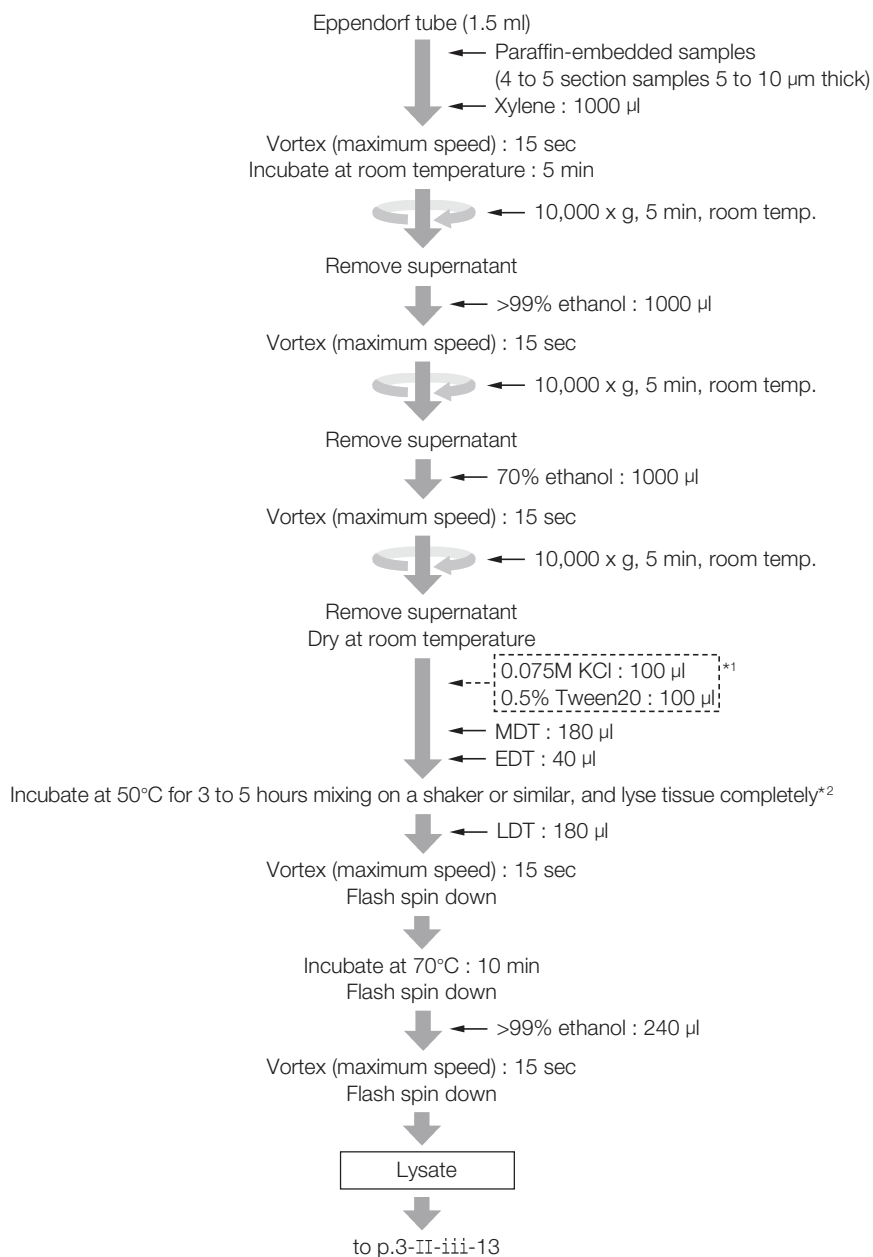 Eppendorf tube (1.5 ml)
Paraffin-embedded samples
(4 to 5 section samples 5 to 10 µm thick)
Xylene : 1000 µl
Vortex (maximum speed) : 15 sec
Incubate at room temperature : 5 min
10,000 x g, 5 min, room temp.
Remove supernatant
>99% ethanol : 1000 µl
Vortex (maximum speed) : 15 sec
10,000 x g, 5 min, room temp.
Remove supernatant
70% ethanol : 1000 µl
Vortex (maximum speed) : 15 sec
10,000 x g, 5 min, room temp.
Remove supernatant
Dry at room temperature
0.075M KCl : 100 µl *1
0.5% Tween20 : 100 µl
MDT : 180 µl
EDT : 40 µl
Incubate at 50°C for 3 to 5 hours mixing on a shaker or similar, and lyse tissue completely*2
LDT : 180 µl
Vortex (maximum speed) : 15 sec
Flash spin down
Incubate at 70°C : 10 min
Flash spin down
>99% ethanol : 240 µl
Vortex (maximum speed) : 15 sec
Flash spin down
Lysate
to p.3-II-iii-13